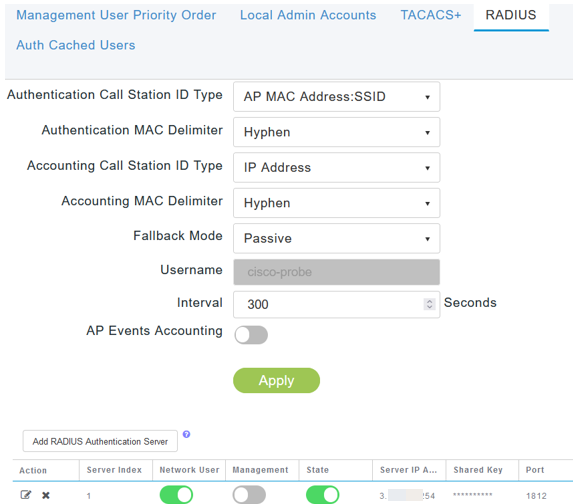 Management User Priority Order Local Admin Accounts TACACS+ RADIUS
Auth Cached Users
Authentication Call Station ID Type AP MAC Address:SSID
Authentication MAC Delimiter Hyphen
Accounting Call Station ID Type IP Address
Accounting MAC Delimiter Hyphen
Fallback Mode Passive
Username cisco-probe
Interval 300 Seconds
AP Events Accounting
Apply
Add RADIUS Authentication Server ?
Action Server Index Network User Management State Server IP A... Shared Key Port
1 3. 254 ********** 1812